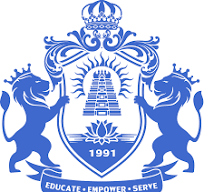 1991
EDUCATE • EMPOWER • SERVE